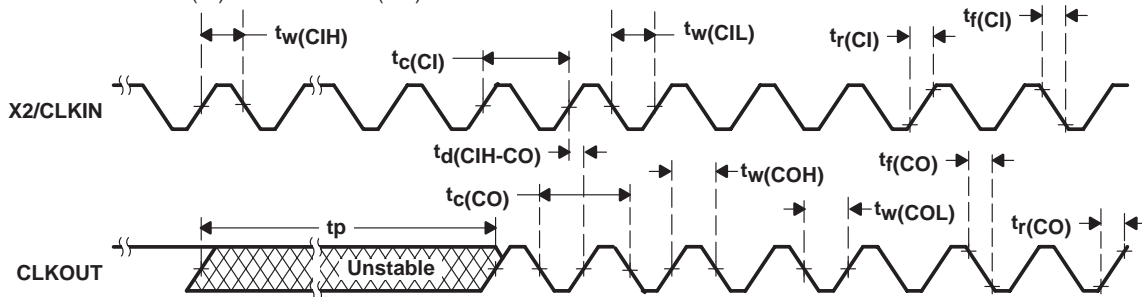 tw(CIH)
tw(CIL)
tr(CI)
tf(CI)
tc(CI)
X2/CLKIN
td(CIH-CO)
tf(CO)
tw(COH)
tc(CO)
tw(COL)
tr(CO)
tp
CLKOUT
Unstable